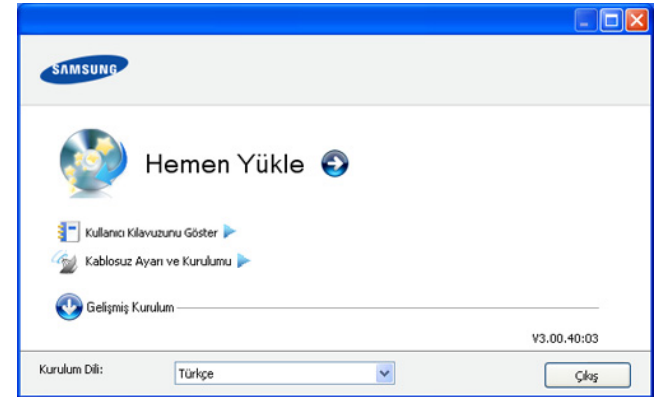 SAMSUNG
Hemen Yükle
Kullanıcı Kılavuzunu Göster
Kablosuz Ayarı ve Kurulumu
Gelişmiş Kurulum
V3.00.40:03
Kurulum Dili: Türkçe Çıkış